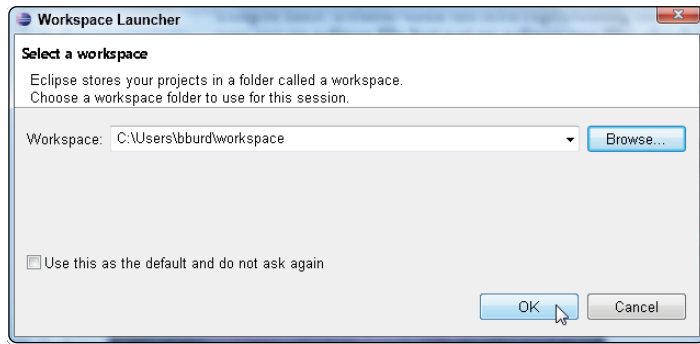 Workspace Launcher
Select a workspace
Eclipse stores your projects in a folder called a workspace.
Choose a workspace folder to use for this session.
Workspace: C:\Users\bburd\workspace Browse...
Use this as the default and do not ask again
OK Cancel